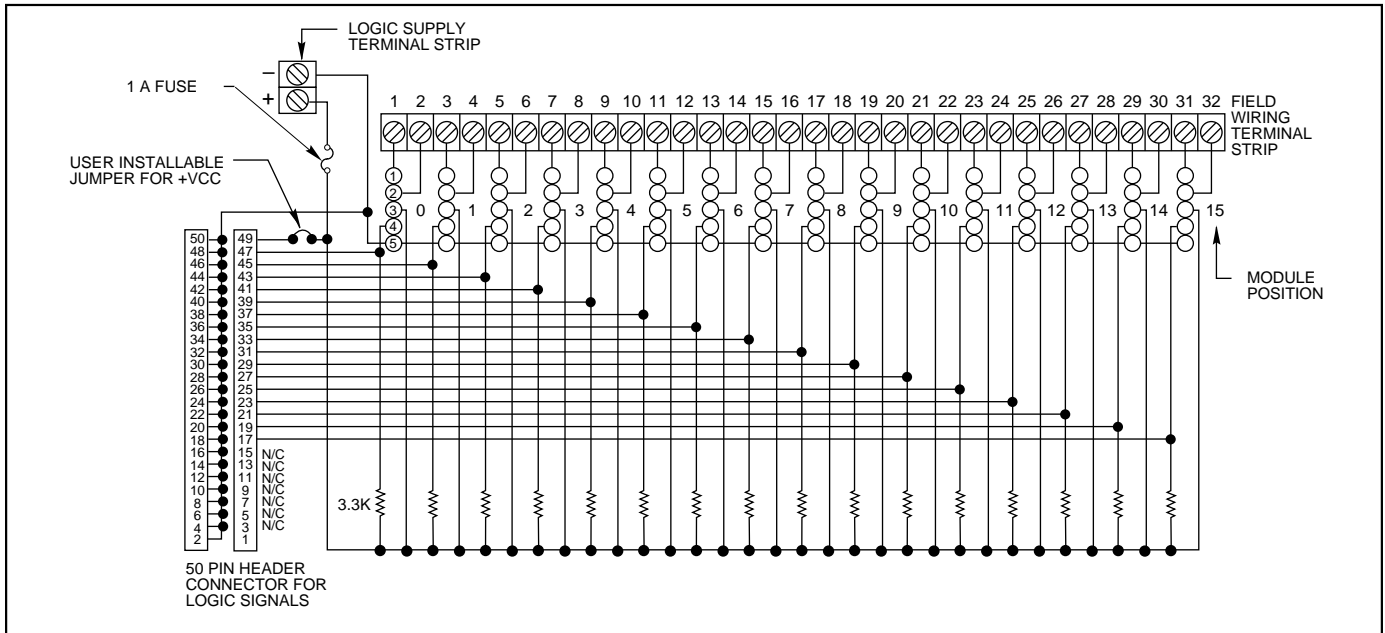 LOGIC SUPPLY
TERMINAL STRIP
1 A FUSE
−
+
1 2 3 4 5 6 7 8 9 10 11 12 13 14 15 16 17 18 19 20 21 22 23 24 25 26 27 28 29 30 31 32
FIELD
WIRING
TERMINAL
STRIP
USER INSTALLABLE
JUMPER FOR +VCC
1
2
3
4
5
0 1 2 3 4 5 6 7 8 9 10 11 12 13 14 15
MODULE
POSITION
50 49
48 47
46 45
44 43
42 41
40 39
38 37
36 35
34 33
32 31
30 29
28 27
26 25
24 23
22 21
20 19
18 17
16 15 N/C
14 13 N/C
12 11 N/C
10 9 N/C
8 7 N/C
6 5 N/C
4 3 N/C
2 1
3.3K
50 PIN HEADER
CONNECTOR FOR
LOGIC SIGNALS